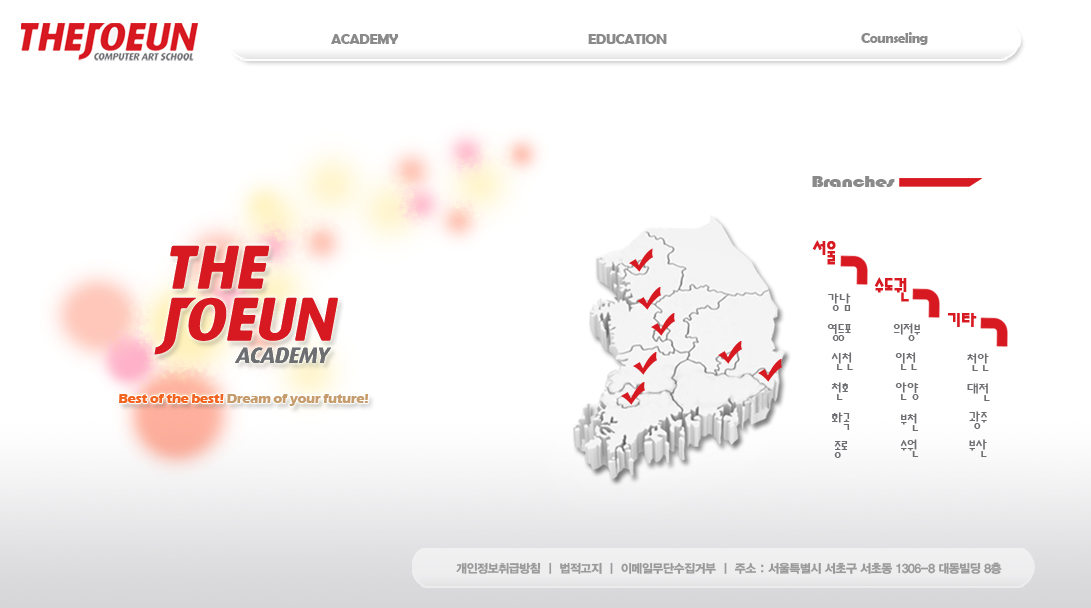 THE JOEUN
COMPUTER ART SCHOOL
ACADEMY
EDUCATION
Counseling
THE
JOEUN
ACADEMY
Best of the best! Dream of your future!
Branches
서울
강남
영등포
신천
천호
화곡
종로
수도권
의정부
인천
안양
부천
수원
기타
천안
대전
광주
부산
개인정보취급방침 | 법적고지 | 이메일무단수집거부 | 주소 : 서울특별시 서초구 서초동 1306-8 대동빌딩 8층